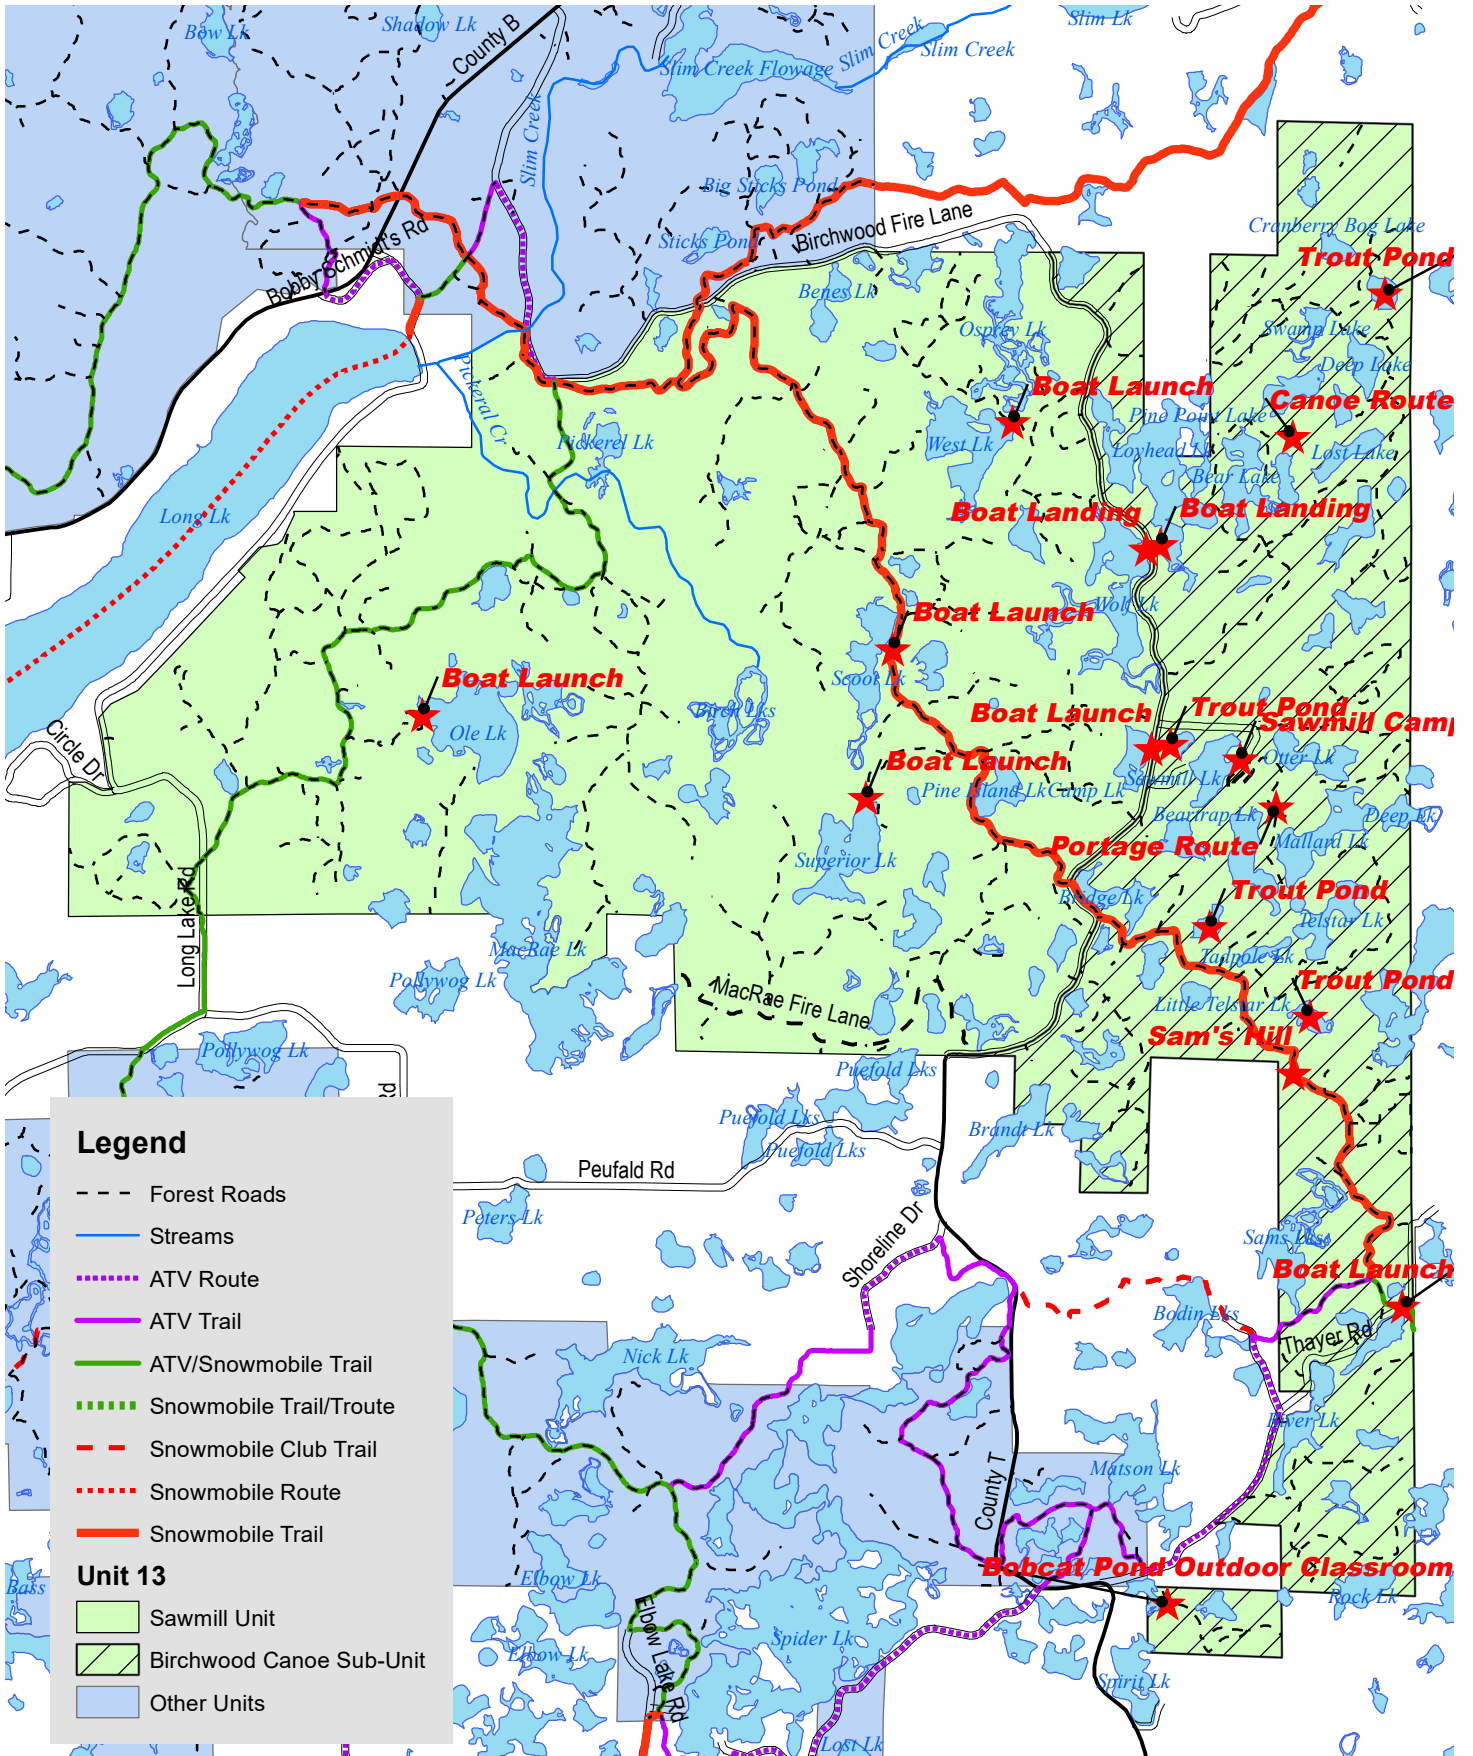 Bow Lk
Shadow Lk
County B
Slim Lk
Slim Creek
Slim Creek
Slim Creek Flowage
Slim Creek
Big Sticks Pond
Sticks Pond
Birchwood Fire Lane
Cranberry Bog Lake
Trout Pond
Bobby Schmidt's Rd
Benes Lk
Osprey Lk
Swamp Lake
Deep Lake
Pickeral Cr
Boat Launch
Canoe Route
Pine Point Lake
Pickerel Lk
West Lk
Loyhead Lk
Lost Lake
Bear Lake
Long Lk
Boat Landing
Boat Landing
Wolf Lk
Boat Launch
Scoot Lk
Boat Launch
Ole Lk
Birch Lks
Boat Launch
Trout Pond
Sawmill Camp
Circle Dr
Otter Lk
Boat Launch
Sawmill Lk
Pine Island Lk
Camp Lk
Beartrap Lk
Deep Lk
Mallard Lk
Portage Route
Superior Lk
Bridge Lk
Trout Pond
Telstar Lk
Long Lake Rd
MacRae Lk
Tadpole Lk
Pollywog Lk
MacRae Fire Lane
Trout Pond
Little Telstar Lk
Sam's Hill
Pollywog Lk
Puefold Lks
Rd
Puefold Lks
Puefold Lks
Brandt Lk
Peufald Rd
Peters Lk
Shoreline Dr
Sams Lks
Boat Launch
Bodin Lks
Thayer Rd
Nick Lk
River Lk
Matson Lk
County T
Bobcat Pond Outdoor Classroom
Rock Lk
Elbow Lk
Bass
Elbow Lake Rd
Spider Lk
Elbow Lk
Spirit Lk
Lost Lk
Legend
Forest Roads
Streams
ATV Route
ATV Trail
ATV/Snowmobile Trail
Snowmobile Trail/Troute
Snowmobile Club Trail
Snowmobile Route
Snowmobile Trail
Unit 13
Sawmill Unit
Birchwood Canoe Sub-Unit
Other Units